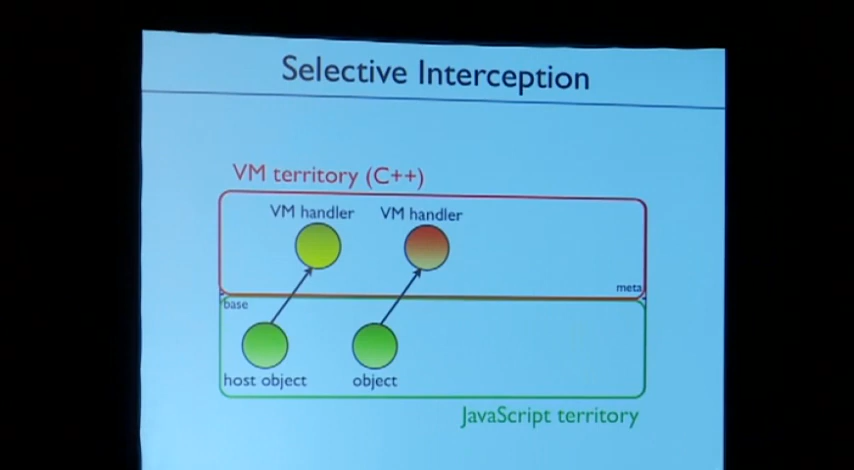 Selective Interception
VM territory (C++)
VM handler VM handler
meta
base
host object object
JavaScript territory